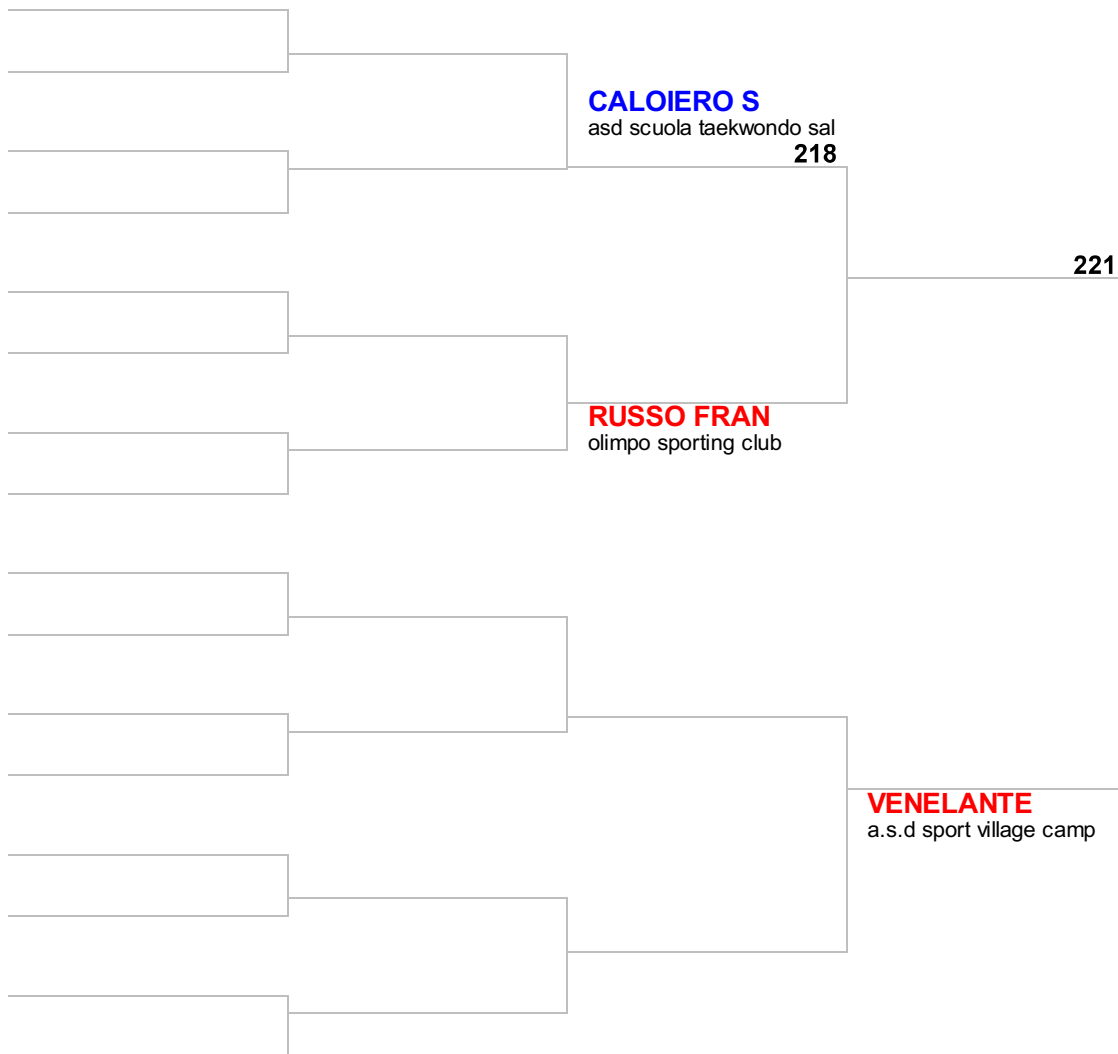 CALOIERO S
asd scuola taekwondo sal
218
221
RUSSO FRAN
olimpo sporting club
VENELANTE
a.s.d sport village camp